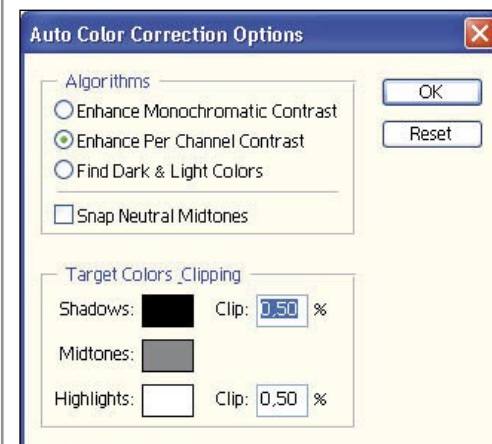 Auto Color Correction Options
Algorithms
Enhance Monochromatic Contrast
Enhance Per Channel Contrast
Find Dark & Light Colors
Snap Neutral Midtones
OK
Reset
Target Colors _Clipping
Shadows: Clip: 0,50 %
Midtones:
Highlights: Clip: 0,50 %